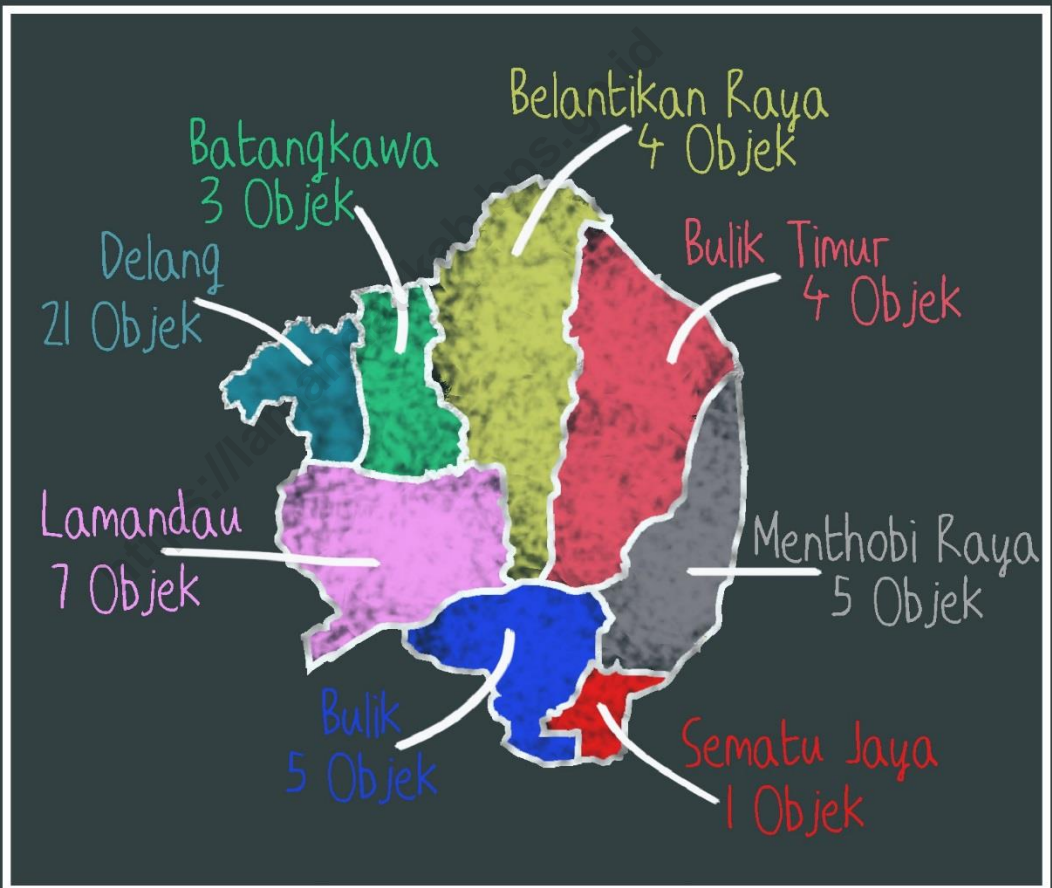 Belantikan Raya
4 Objek
Batangkawa
3 Objek
Bulik Timur
4 Objek
Delang
21 Objek
Lamandau
7 Objek
Menthobi Raya
5 Objek
Bulik
5 Objek
Sematu Jaya
1 Objek